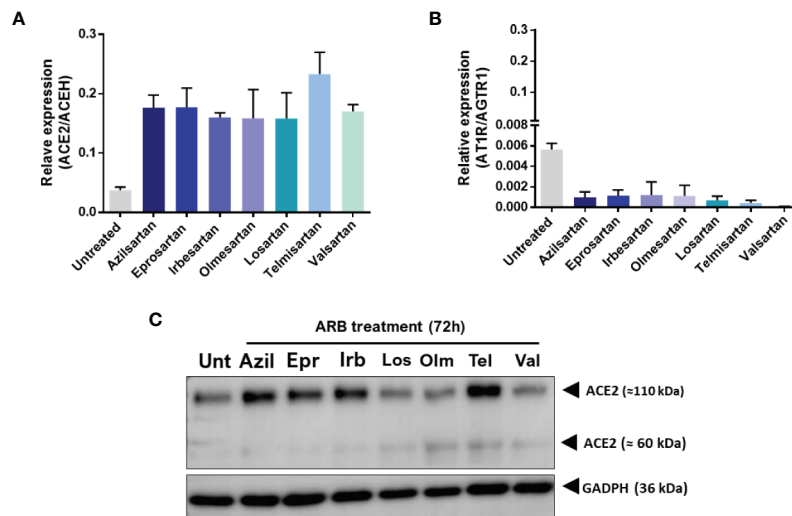 A
Relave expression
(ACE2/ACEH)
0.3
0.2
0.1
0.0
Untreated
Azilsartan
Eprosartan
Irbesartan
Olmesartan
Losartan
Telmisartan
Valsartan
B
Relative expression
(AT1R/AGTR1)
0.3
0.2
0.1
0.008
0.006
0.004
0.002
0.000
Untreated
Azilsartan
Eprosartan
Irbesartan
Olmesartan
Losartan
Telmisartan
Valsartan
C
ARB treatment (72h)
Unt Azil Epr Irb Los Olm Tel Val
ACE2 (≈110 kDa)
ACE2 (≈ 60 kDa)
GADPH (36 kDa)